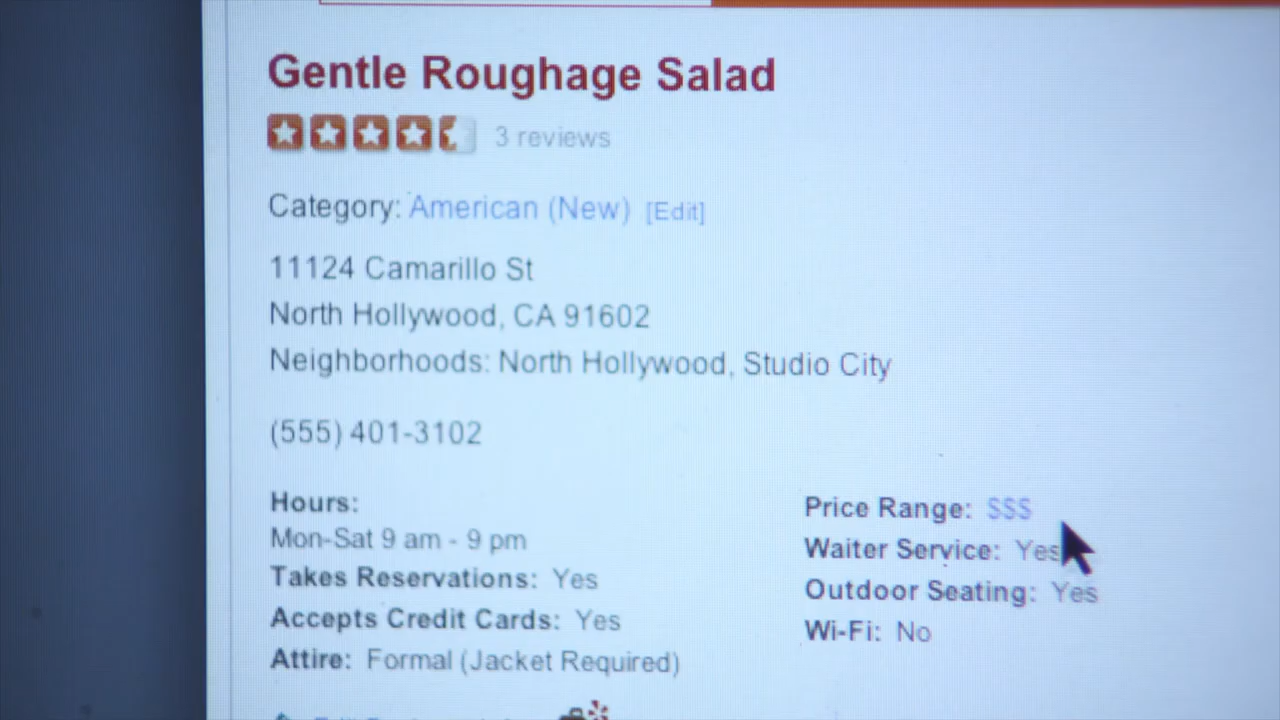 Gentle Roughage Salad
3 reviews
Category: American (New) [Edit]
11124 Camarillo St
North Hollywood, CA 91602
Neighborhoods: North Hollywood, Studio City
(555) 401-3102
Hours:
Mon-Sat 9 am - 9 pm
Takes Reservations: Yes
Accepts Credit Cards: Yes
Attire: Formal (Jacket Required)
Price Range: $$$
Waiter Service: Yes
Outdoor Seating: Yes
Wi-Fi: No